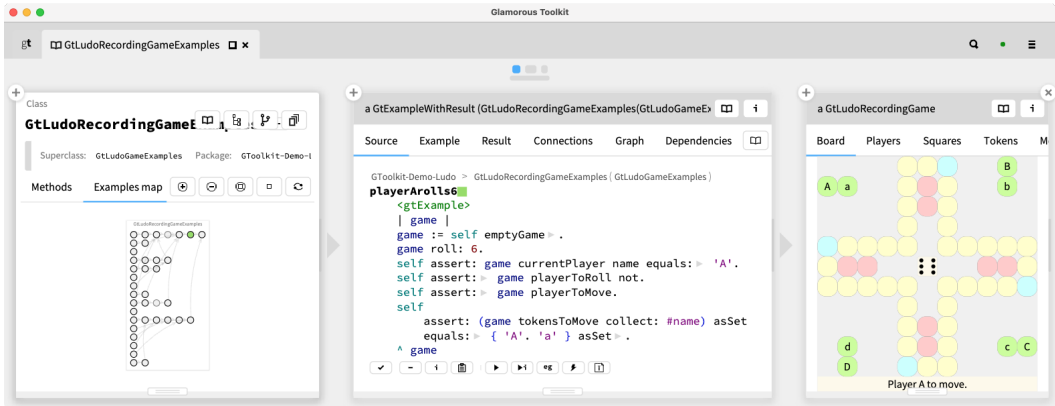 Glamorous Toolkit
gt GtLudoRecordingGameExamples
Class
GtLudoRecordingGameExamples
Superclass: GtLudoGameExamples Package: GToolkit-Demo-L
Methods Examples map
GtLudoRecordingGameExamples
a GtExampleWithResult (GtLudoRecordingGameExamples(GtLudoGameEx
i
Source Example Result Connections Graph Dependencies
GToolkit-Demo-Ludo > GtLudoRecordingGameExamples ( GtLudoGameExamples )
playerArolls6
<gtExample>
| game |
game := self emptyGame .
game roll: 6.
self assert: game currentPlayer name equals: 'A'.
self assert: game playerToRoll not.
self assert: game playerToMove.
self
assert: (game tokensToMove collect: #name) asSet
equals: { 'A'. 'a' } asSet .
^ game
i eg
a GtLudoRecordingGame
i
Board Players Squares Tokens M
B
A a b
d c C
D
Player A to move.